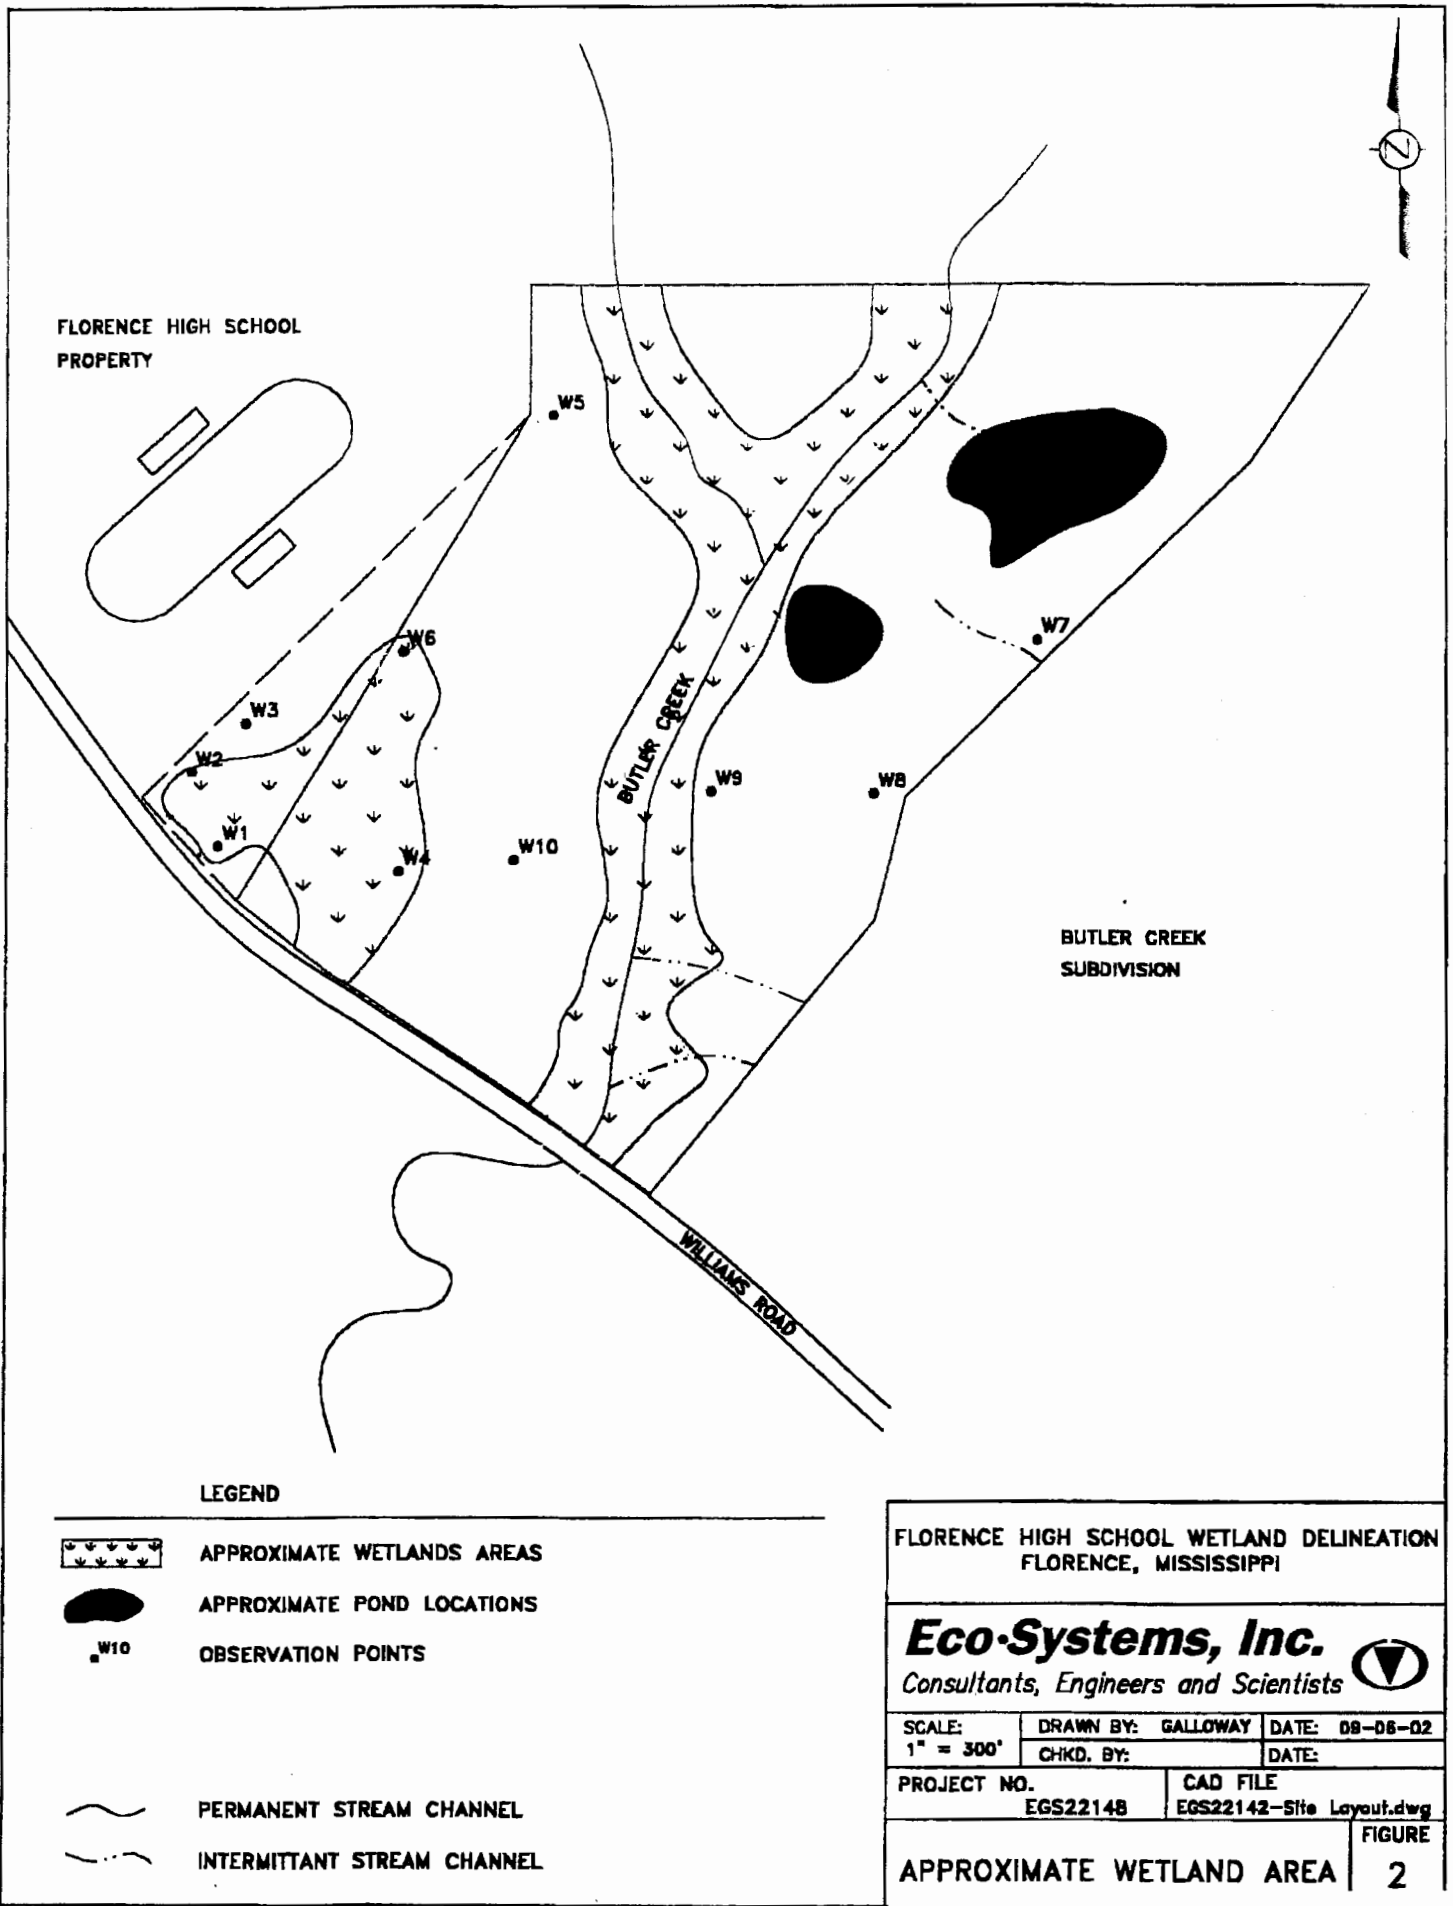 Z
FLORENCE HIGH SCHOOL
PROPERTY
W5
W6
W7
W3
W2
W1
W4
W10
W9
W8
BUTLER CREEK
BUTLER CREEK
SUBDIVISION
WILLIAMS ROAD
LEGEND
APPROXIMATE WETLANDS AREAS
APPROXIMATE POND LOCATIONS
W10
OBSERVATION POINTS
PERMANENT STREAM CHANNEL
INTERMITTANT STREAM CHANNEL
FLORENCE HIGH SCHOOL WETLAND DELINEATION
FLORENCE, MISSISSIPPI
Eco·Systems, Inc.
Consultants, Engineers and Scientists
SCALE:
1" = 300'
DRAWN BY: GALLOWAY
DATE: 09-06-02
CHKD. BY:
DATE:
PROJECT NO.
EGS22148
CAD FILE
EGS22142-Site Layout.dwg
APPROXIMATE WETLAND AREA
FIGURE
2